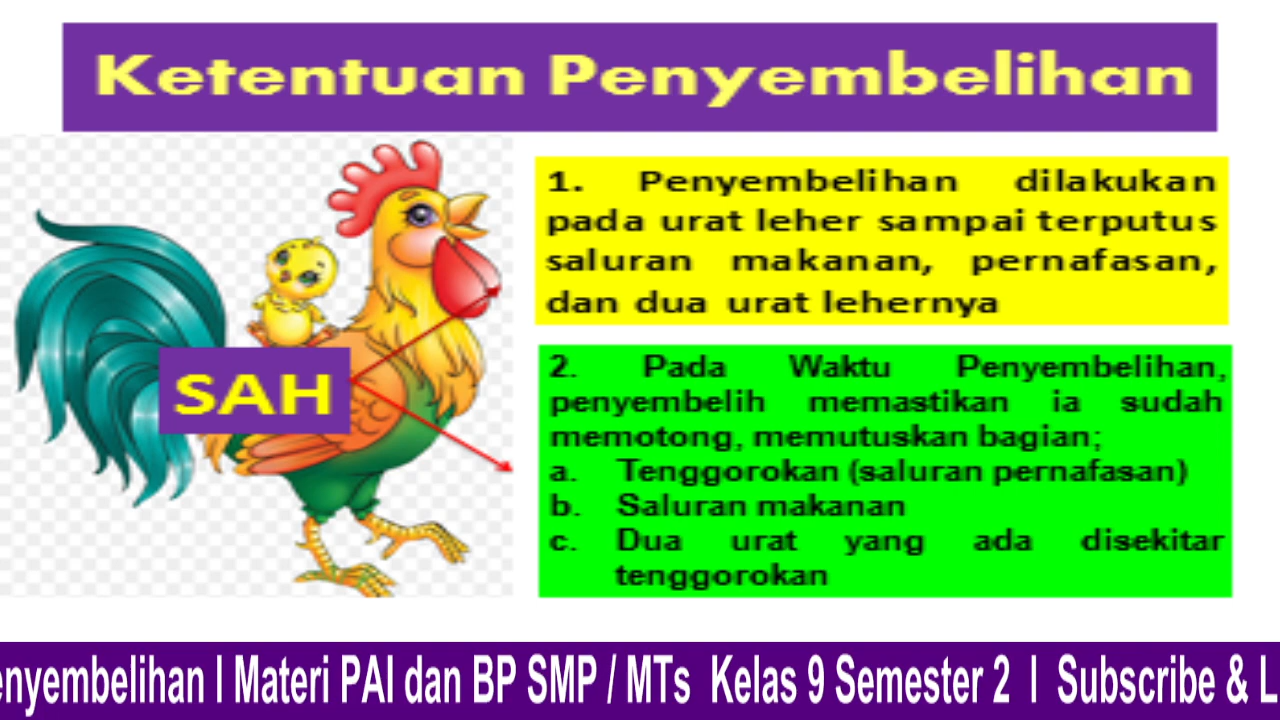 Ketentuan Penyembelihan
1. Penyembelihan dilakukan
pada urat leher sampai terputus
saluran makanan, pernafasan,
dan dua urat lehernya
SAH
2. Pada Waktu Penyembelihan,
penyembelih memastikan ia sudah
memotong, memutuskan bagian;
a. Tenggorokan (saluran pernafasan)
b. Saluran makanan
c. Dua urat yang ada disekitar
tenggorokan
enyembelihan I Materi PAI dan BP SMP / MTs Kelas 9 Semester 2 I Subscribe & L